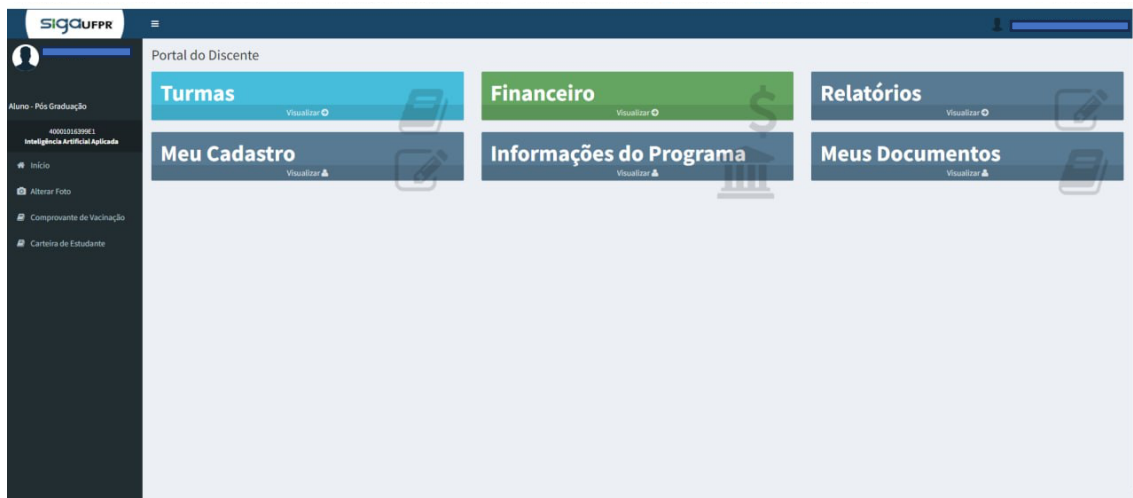 sigaUFPR
Aluno - Pós Graduação
40001016399E1
Inteligência Artificial Aplicada
Início
Alterar Foto
Comprovante de Vacinação
Carteira de Estudante
Portal do Discente
Turmas
Visualizar
Financeiro
Visualizar
Relatórios
Visualizar
Meu Cadastro
Visualizar
Informações do Programa
Visualizar
Meus Documentos
Visualizar